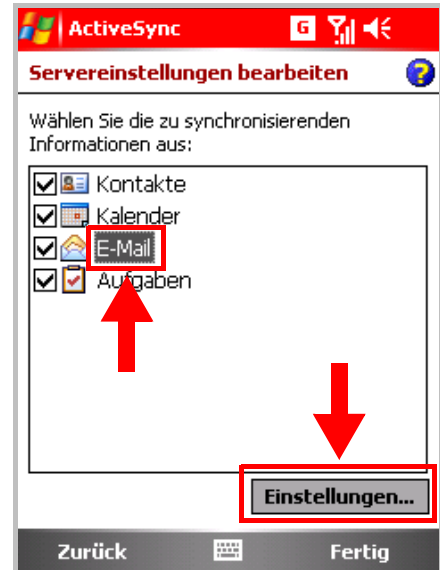 ActiveSync G
Servereinstellungen bearbeiten ?
Wählen Sie die zu synchronisierenden
Informationen aus:
Kontakte
Kalender
E-Mail
Aufgaben
Einstellungen...
Zurück Fertig